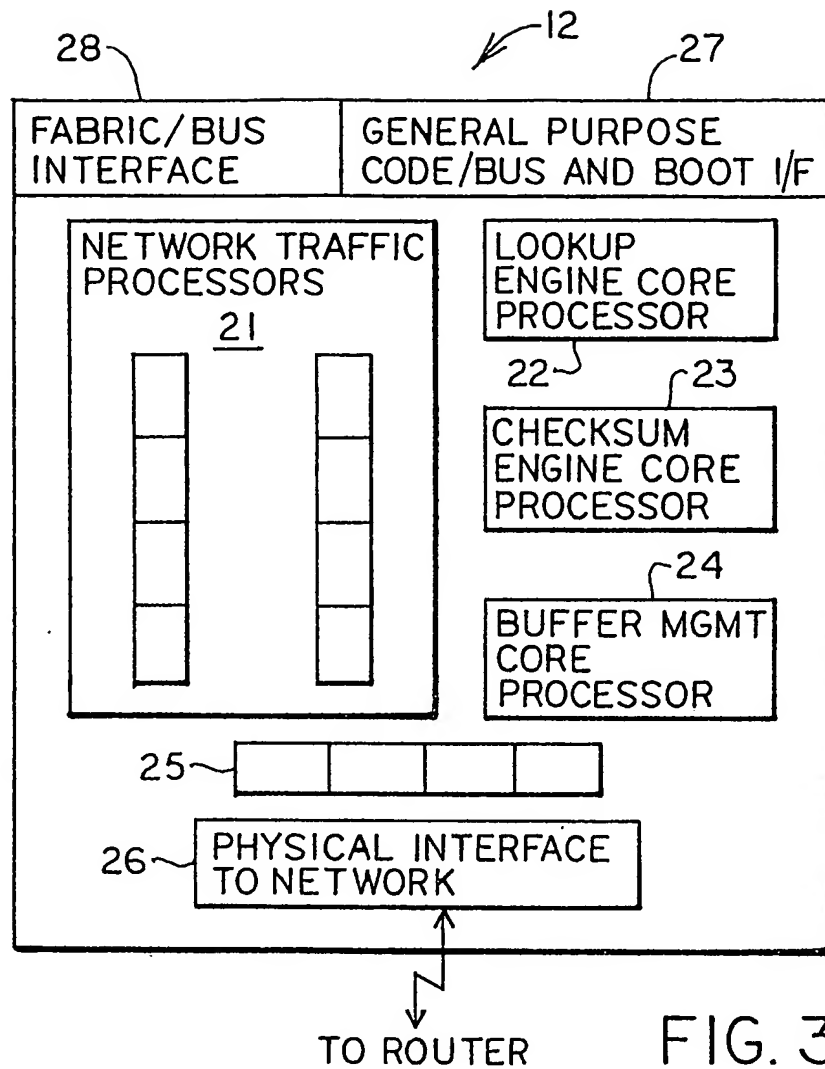 12
28
27
FABRIC/BUS
INTERFACE
GENERAL PURPOSE
CODE/BUS AND BOOT I/F
NETWORK TRAFFIC
PROCESSORS
21
LOOKUP
ENGINE CORE
PROCESSOR
22
23
CHECKSUM
ENGINE CORE
PROCESSOR
24
BUFFER MGMT
CORE
PROCESSOR
25
26
PHYSICAL INTERFACE
TO NETWORK
TO ROUTER
FIG. 3